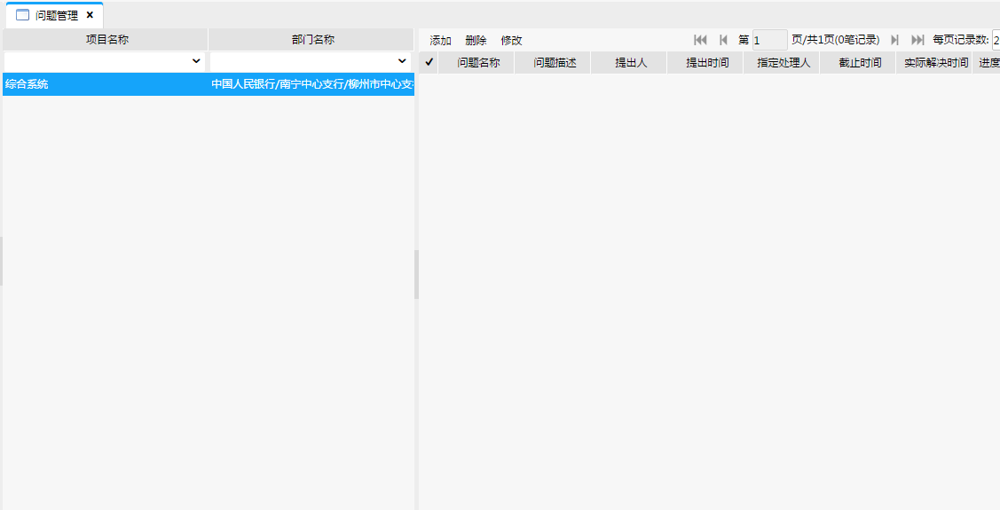 问题管理 ×
项目名称 部门名称
综合系统 中国人民银行/南宁中心支行/柳州市中心支
添加 删除 修改 第 1 页/共1页(0笔记录) 每页记录数: 2
问题名称 问题描述 提出人 提出时间 指定处理人 截止时间 实际解决时间 进度